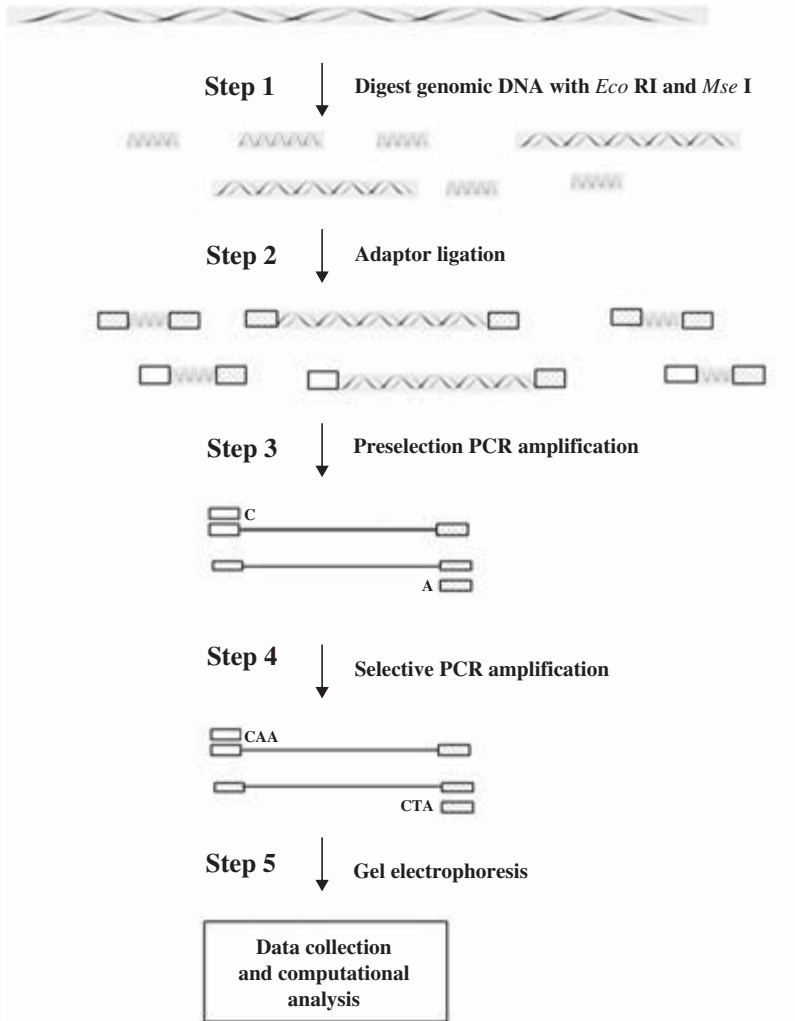 Step 1 Digest genomic DNA with Eco RI and Mse I
Step 2 Adaptor ligation
Step 3 Preselection PCR amplification
C
A
Step 4 Selective PCR amplification
CAA
CTA
Step 5 Gel electrophoresis
Data collection
and computational
analysis